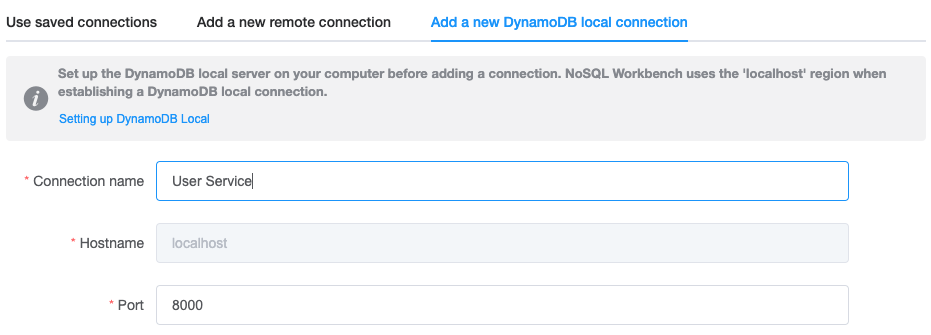 Use saved connections Add a new remote connection Add a new DynamoDB local connection
Set up the DynamoDB local server on your computer before adding a connection. NoSQL Workbench uses the 'localhost' region when
establishing a DynamoDB local connection.
Setting up DynamoDB Local
* Connection name User Service
* Hostname localhost
* Port 8000